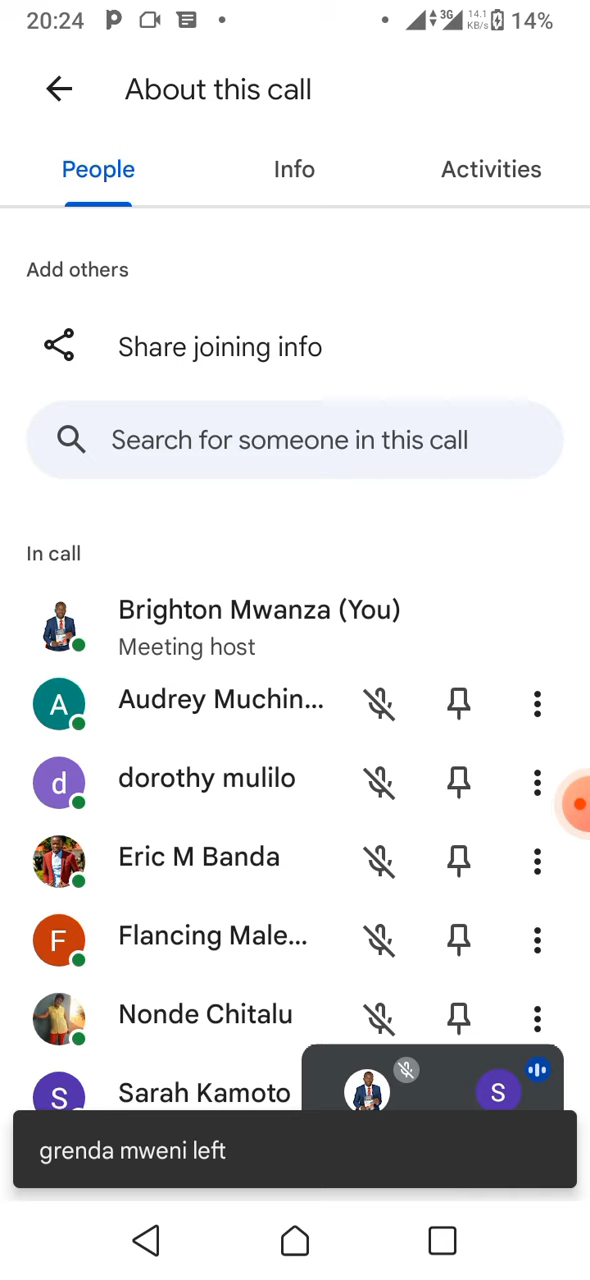 20:24
3G 14.1 KB/s 14%
About this call
People Info Activities
Add others
Share joining info
Search for someone in this call
In call
Brighton Mwanza (You)
Meeting host
A Audrey Muchin...
d dorothy mulilo
Eric M Banda
F Flancing Male...
Nonde Chitalu
S Sarah Kamoto S
grenda mweni left